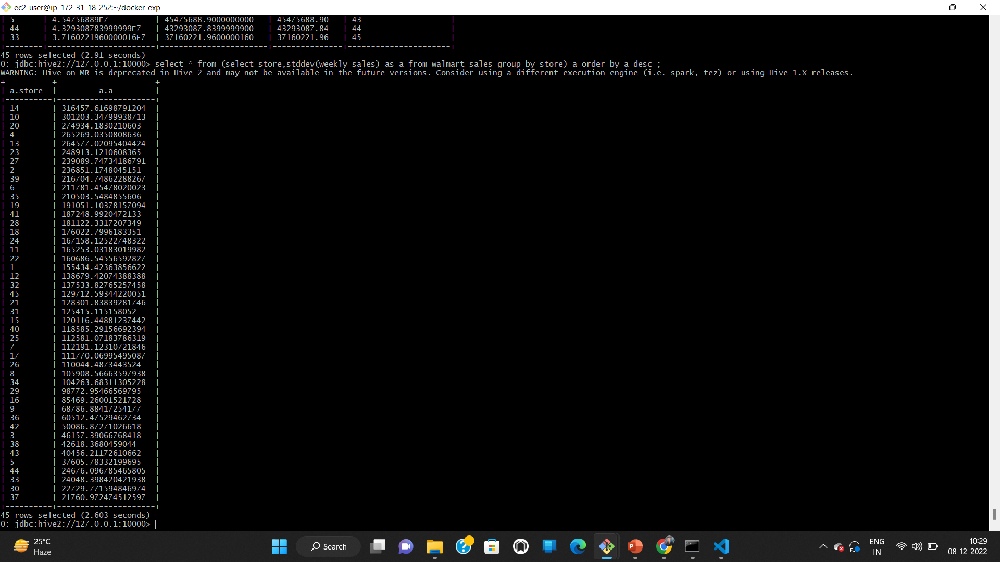 ec2-user@ip-172-31-18-252:~/docker_exp
| 5 | 4.54756889E7 | 45475688.9000000000 | 45475688.90 | 43 |
| 44 | 4.329308783999999E7 | 43293087.8399999900 | 43293087.84 | 44 |
| 33 | 3.7160221960000016E7 | 37160221.9600000160 | 37160221.96 | 45 |
+--------+-----------------------+-----------------------+---------------+----------------------+
45 rows selected (2.91 seconds)
0: jdbc:hive2://127.0.0.1:10000> select * from (select store,stddev(weekly_sales) as a from walmart_sales group by store) a order by a desc ;
WARNING: Hive-on-MR is deprecated in Hive 2 and may not be available in the future versions. Consider using a different execution engine (i.e. spark, tez) or using Hive 1.X releases.
+----------+---------------------+
| a.store | a.a |
+----------+---------------------+
| 14 | 316457.61698791204 |
| 10 | 301203.34799938713 |
| 20 | 274934.1830210603 |
| 4 | 265269.0350808636 |
| 13 | 264577.02095404424 |
| 23 | 248913.1210608365 |
| 27 | 239089.74734186791 |
| 2 | 236851.1748045151 |
| 39 | 216704.74862288267 |
| 6 | 211781.45478020023 |
| 35 | 210503.5484855606 |
| 19 | 191051.10378157094 |
| 41 | 187248.9920472133 |
| 28 | 181122.3317207349 |
| 18 | 176022.7996183351 |
| 24 | 167158.12522748322 |
| 11 | 165253.03183019982 |
| 22 | 160686.54556592827 |
| 1 | 155434.42363856622 |
| 12 | 138679.42074388388 |
| 32 | 137533.82765257458 |
| 45 | 129712.59344220051 |
| 21 | 128301.83839281746 |
| 31 | 125415.115158052 |
| 15 | 120116.44881237442 |
| 40 | 118585.29156692394 |
| 25 | 112581.07183786319 |
| 7 | 112191.12310721846 |
| 17 | 111770.06995495087 |
| 26 | 110044.4873443524 |
| 8 | 105908.56663597938 |
| 34 | 104263.68311305228 |
| 29 | 98772.95466569795 |
| 16 | 85469.26001521728 |
| 9 | 68786.88417254177 |
| 36 | 60512.47529462734 |
| 42 | 50086.87271026618 |
| 3 | 46157.39066768418 |
| 38 | 42618.3680459044 |
| 43 | 40456.21172610662 |
| 5 | 37605.78332199695 |
| 44 | 24676.096785465805 |
| 33 | 24048.398420421938 |
| 30 | 22729.771594846974 |
| 37 | 21760.972474512597 |
+----------+---------------------+
45 rows selected (2.603 seconds)
0: jdbc:hive2://127.0.0.1:10000>
25°C
Haze
Search
ENG
IN
10:29
08-12-2022